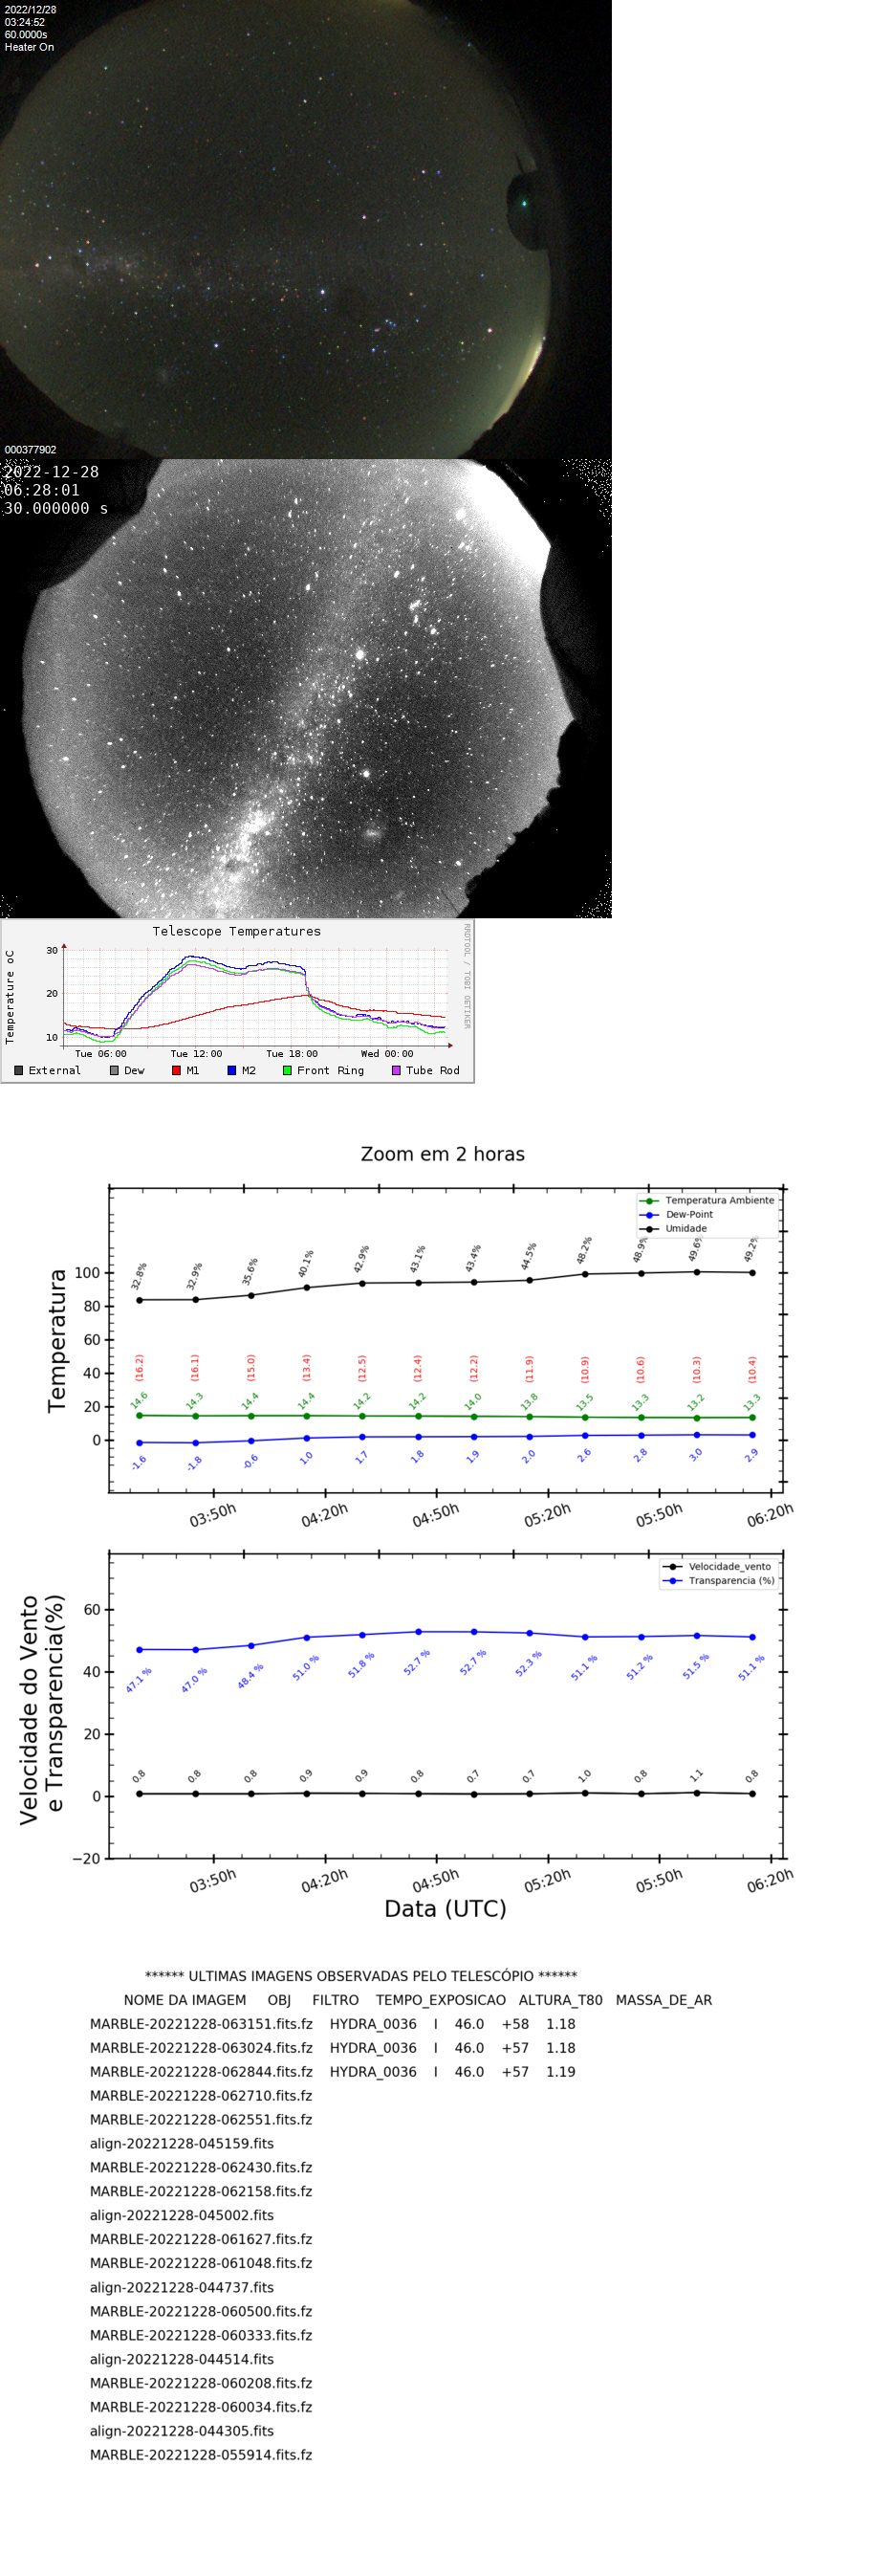 2022/12/28
03:24:52
60.0000s
Heater On
000377902
2022-12-28
06:28:01
30.000000 s
Telescope Temperatures
RRDTOOL / TOBI OETIKER
Temperature oC
30
20
10
Tue 06:00 Tue 12:00 Tue 18:00 Wed 00:00
External Dew M1 M2 Front Ring Tube Rod
Zoom em 2 horas
Temperatura Ambiente
Dew-Point
Umidade
Temperatura
100
80
60
40
20
0
32.8% 32.9% 35.6% 40.1% 42.9% 43.1% 43.4% 44.5% 48.2% 48.9% 49.6% 49.2%
(16.2) (16.1) (15.0) (13.4) (12.5) (12.4) (12.2) (11.9) (10.9) (10.6) (10.3) (10.4)
14.6 14.3 14.4 14.4 14.2 14.2 14.0 13.8 13.5 13.3 13.2 13.3
-1.6 -1.8 -0.6 1.0 1.7 1.8 1.9 2.0 2.6 2.8 3.0 2.9
03:50h 04:20h 04:50h 05:20h 05:50h 06:20h
Velocidade_vento
Transparencia (%)
Velocidade do Vento
e Transparencia(%)
60
40
20
0
−20
47.1 % 47.0 % 48.4 % 51.0 % 51.8 % 52.7 % 52.7 % 52.3 % 51.1 % 51.2 % 51.5 % 51.1 %
0.8 0.8 0.8 0.9 0.9 0.8 0.7 0.7 1.0 0.8 1.1 0.8
03:50h 04:20h 04:50h 05:20h 05:50h 06:20h
Data (UTC)
****** ULTIMAS IMAGENS OBSERVADAS PELO TELESCÓPIO ******
NOME DA IMAGEM OBJ FILTRO TEMPO_EXPOSICAO ALTURA_T80 MASSA_DE_AR
MARBLE-20221228-063151.fits.fz HYDRA_0036 I 46.0 +58 1.18
MARBLE-20221228-063024.fits.fz HYDRA_0036 I 46.0 +57 1.18
MARBLE-20221228-062844.fits.fz HYDRA_0036 I 46.0 +57 1.19
MARBLE-20221228-062710.fits.fz
MARBLE-20221228-062551.fits.fz
align-20221228-045159.fits
MARBLE-20221228-062430.fits.fz
MARBLE-20221228-062158.fits.fz
align-20221228-045002.fits
MARBLE-20221228-061627.fits.fz
MARBLE-20221228-061048.fits.fz
align-20221228-044737.fits
MARBLE-20221228-060500.fits.fz
MARBLE-20221228-060333.fits.fz
align-20221228-044514.fits
MARBLE-20221228-060208.fits.fz
MARBLE-20221228-060034.fits.fz
align-20221228-044305.fits
MARBLE-20221228-055914.fits.fz